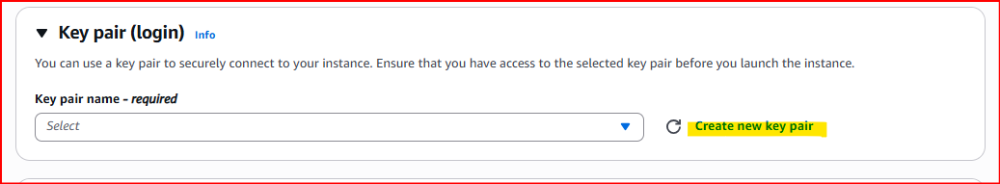 Key pair (login) Info
You can use a key pair to securely connect to your instance. Ensure that you have access to the selected key pair before you launch the instance.
Key pair name - required
Select
Create new key pair